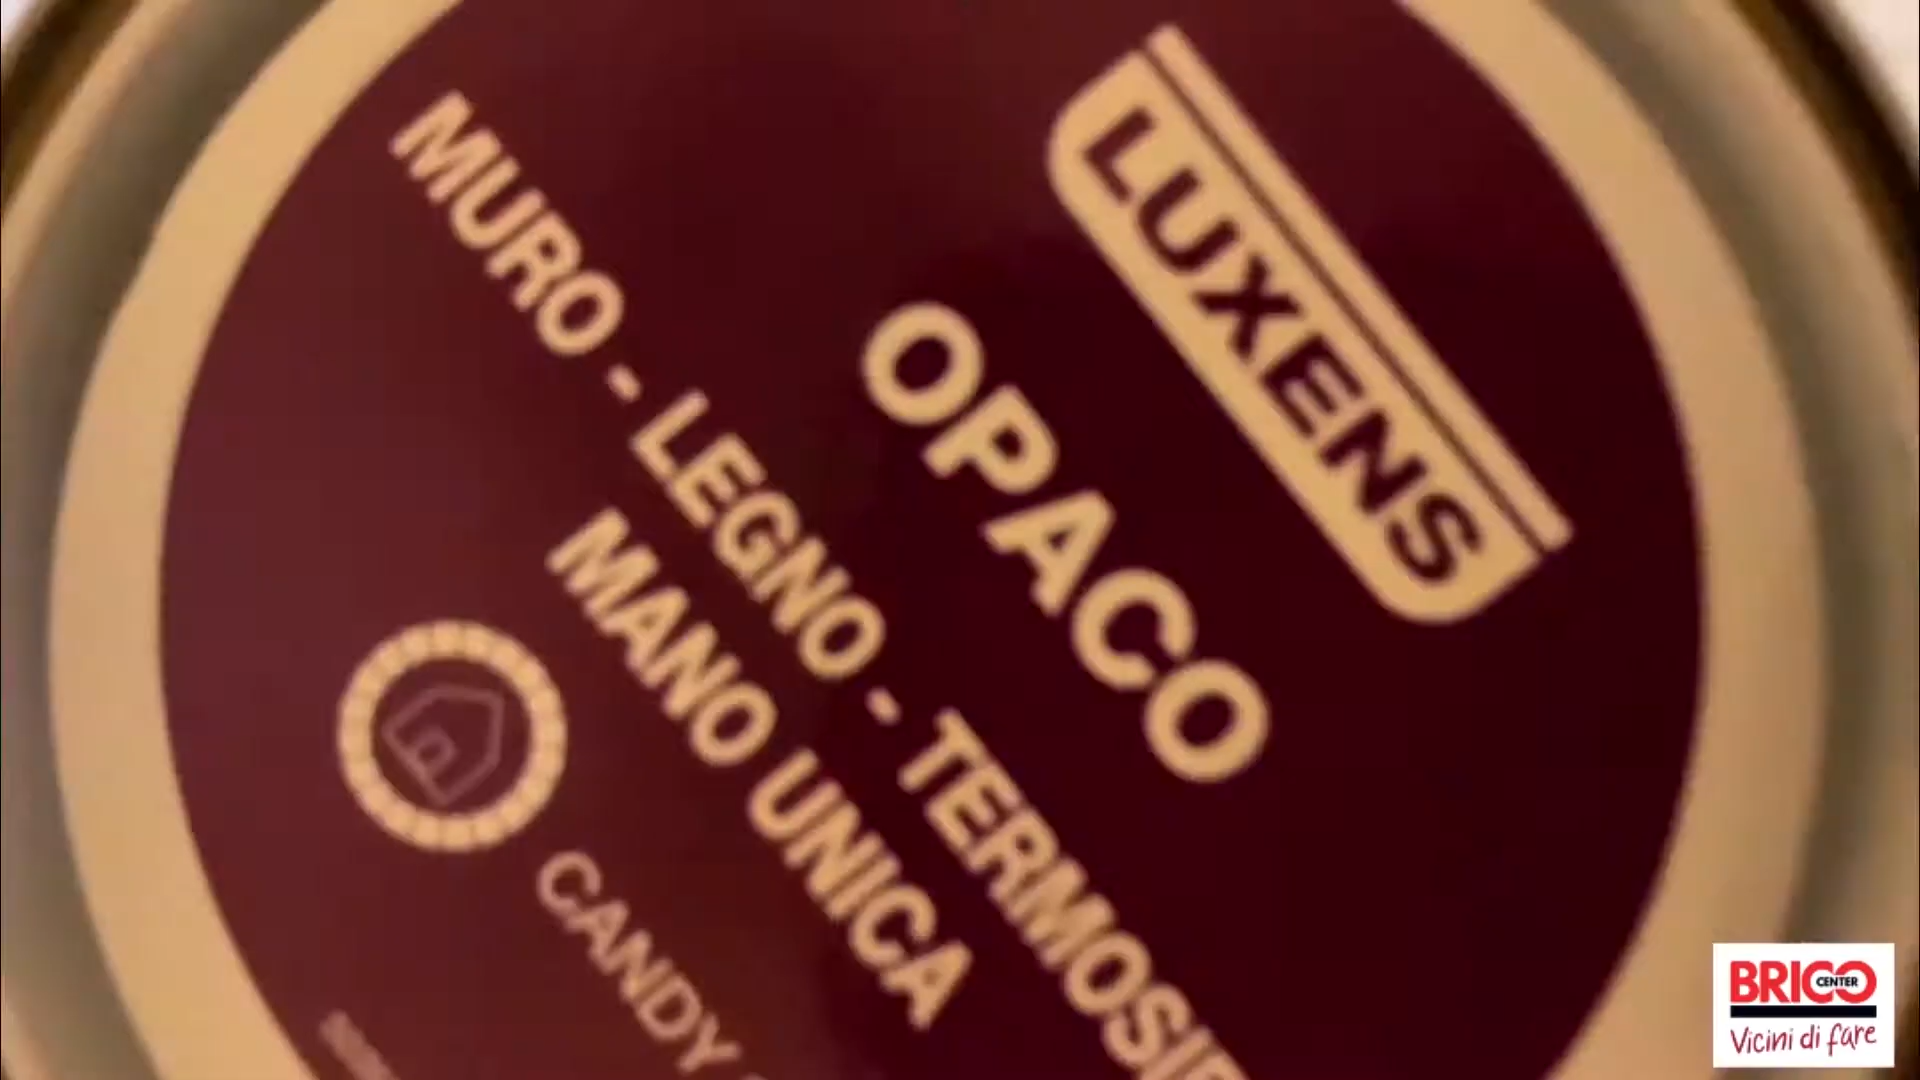 LUXENS
OPACO
MURO - LEGNO - TERMOSI
MANO UNICA
CANDY
BRICO
CENTER
Vicini di fare